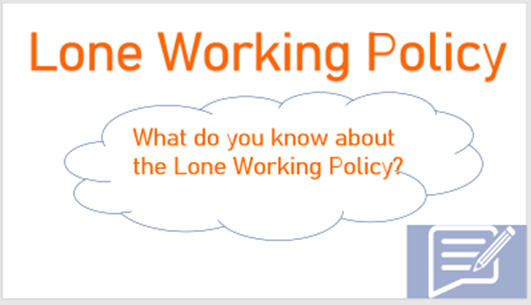 Lone Working Policy
What do you know about
the Lone Working Policy?